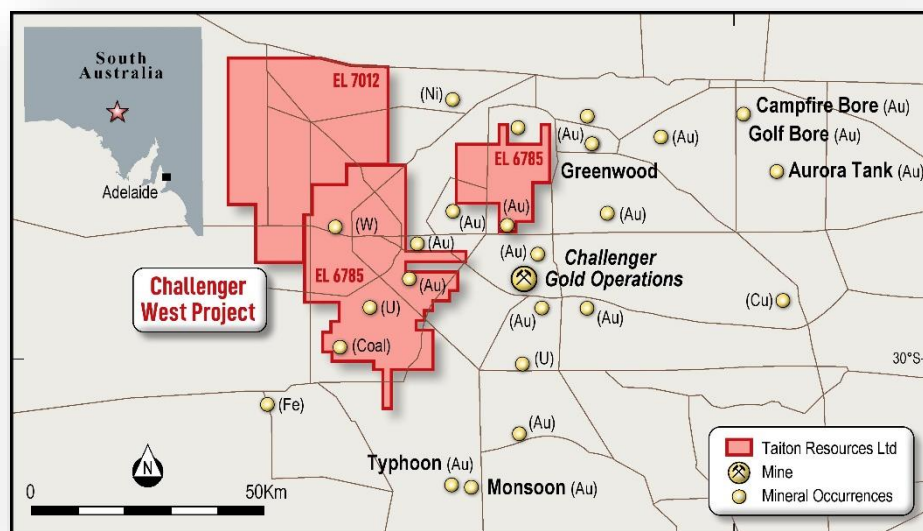 South
Australia
Adelaide
EL 7012
(Ni)
Campfire Bore (Au)
(Au)
(Au)
Golf Bore (Au)
EL 6785
Greenwood
Aurora Tank (Au)
(W)
(Au)
(Au)
(Au)
(Au)
(Au)
Challenger
Gold Operations
Challenger
West Project
EL 6785
(Au)
(U)
(Au)
(Au)
(Cu)
(Coal)
(U)
30°S
(Fe)
(Au)
Typhoon (Au)
Monsoon (Au)
N
0 50Km
Taiton Resources Ltd
Mine
Mineral Occurrences